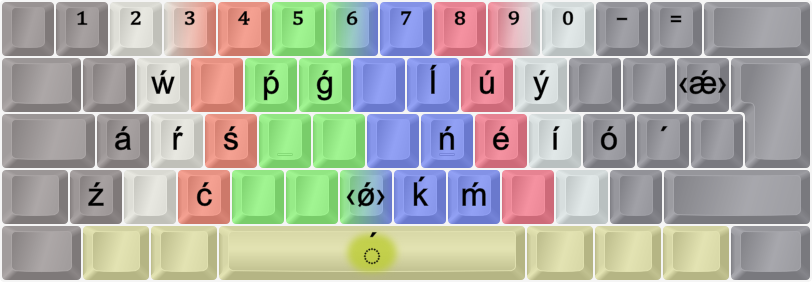 1 2 3 4 5 6 7 8 9 0 − =
ẃ ṕ ǵ ĺ ú ý ‹ǽ›
á ŕ ś ń é í ó ´
ź ć ‹ǿ› ḱ ḿ
◌́